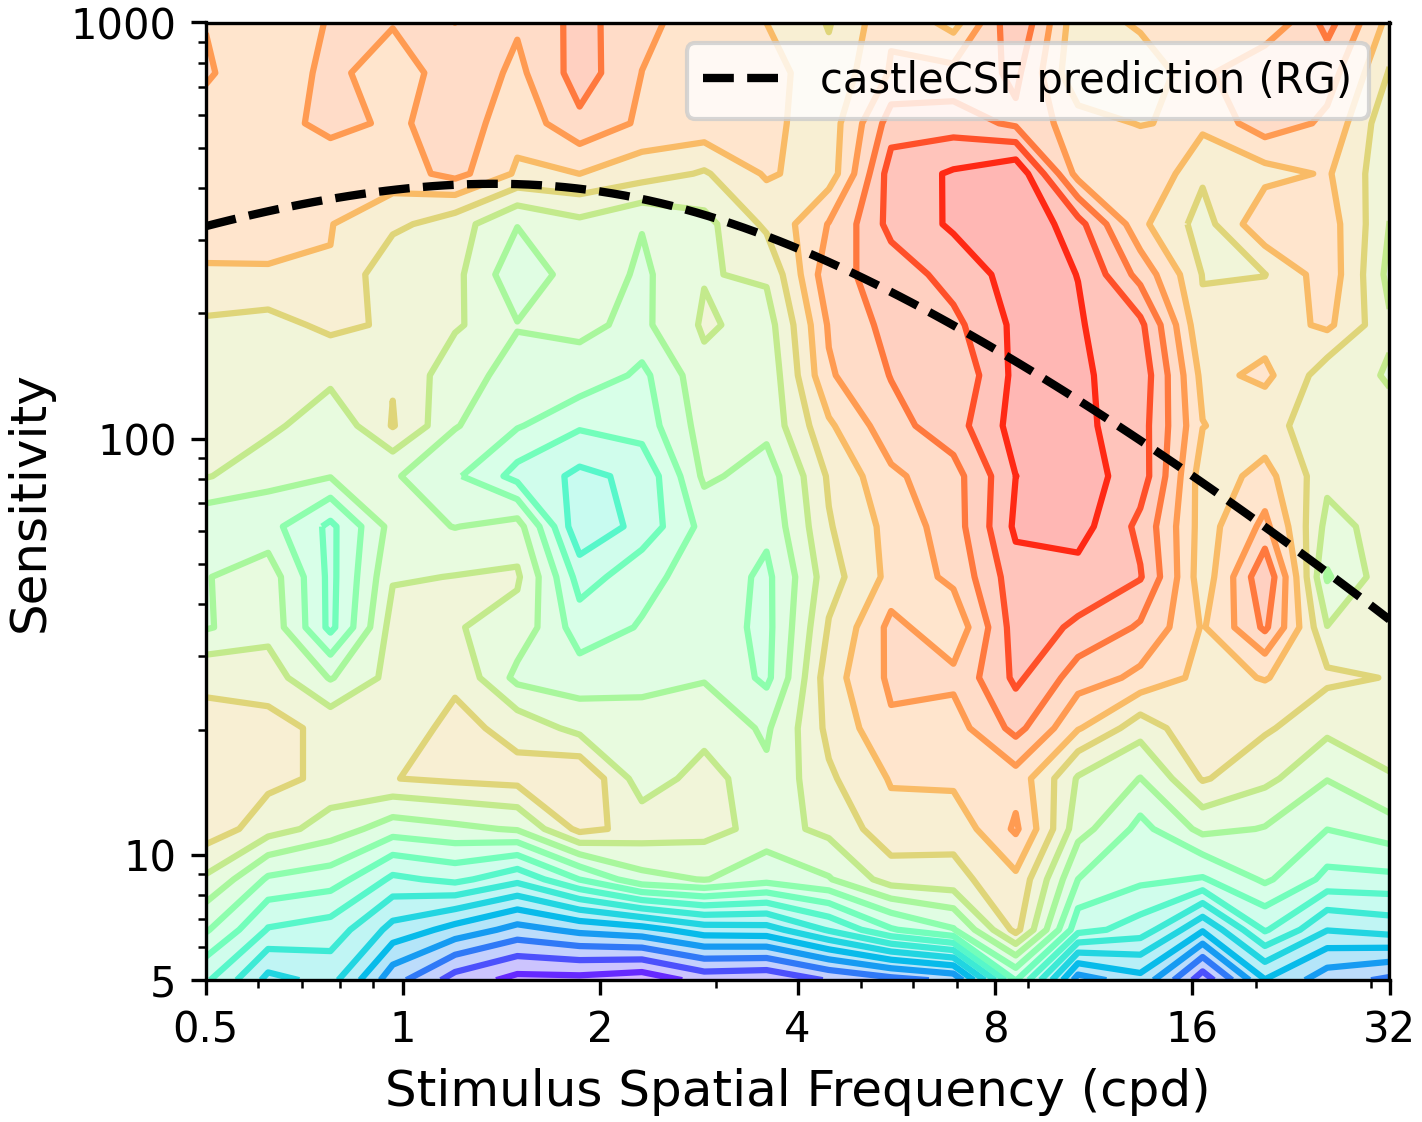 1000
castleCSF prediction (RG)
Sensitivity
100
10
5
0.5 1 2 4 8 16 32
Stimulus Spatial Frequency (cpd)